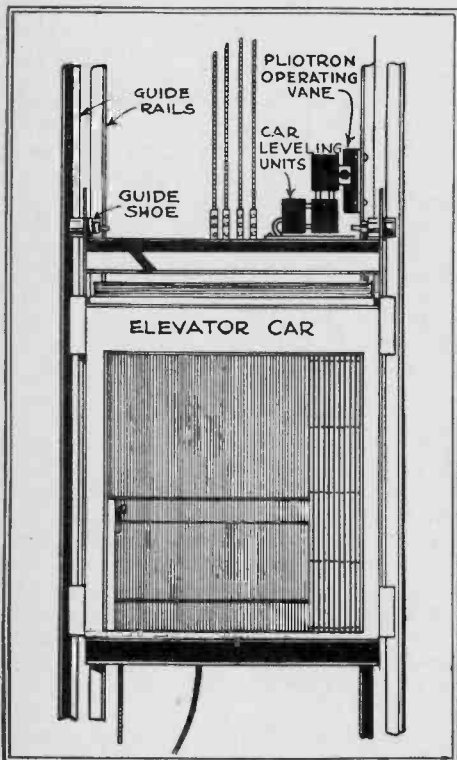 PLIOTRON
OPERATING
VANE
GUIDE
RAILS
CAR
LEVELING
UNITS
GUIDE
SHOE
ELEVATOR CAR